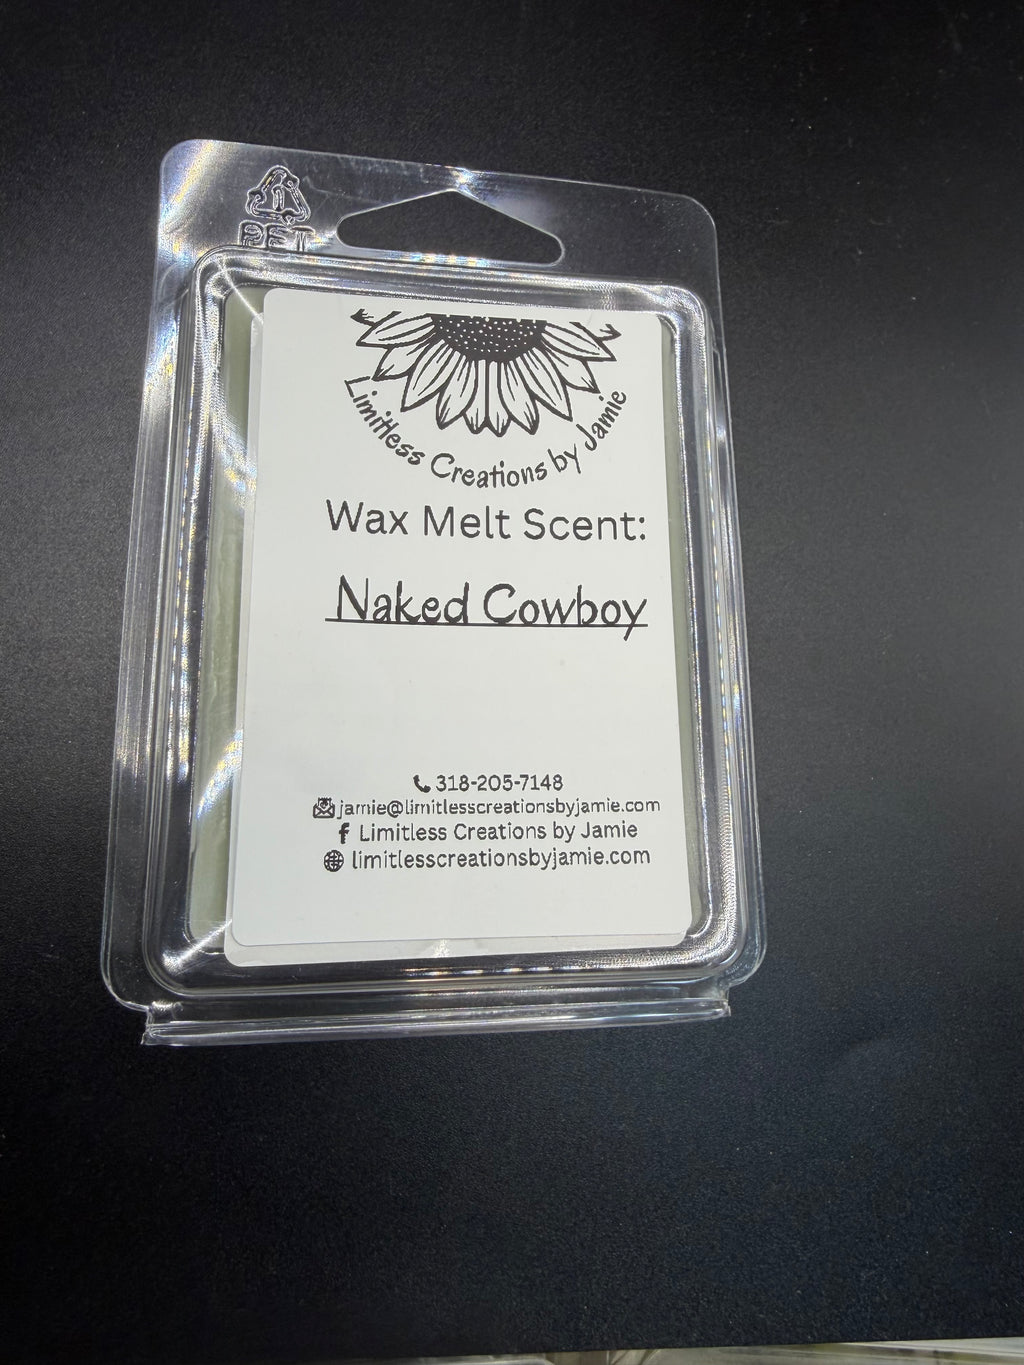 1
PET
Limitless Creations by Jamie
Wax Melt Scent:
Naked Cowboy
318-205-7148
jamie@limitlesscreationsbyjamie.com
f Limitless Creations by Jamie
limitlesscreationsbyjamie.com